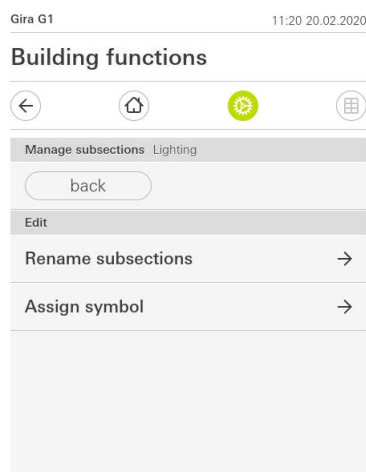 Gira G1 11:20 20.02.2020
Building functions
Manage subsections Lighting
back
Edit
Rename subsections
Assign symbol